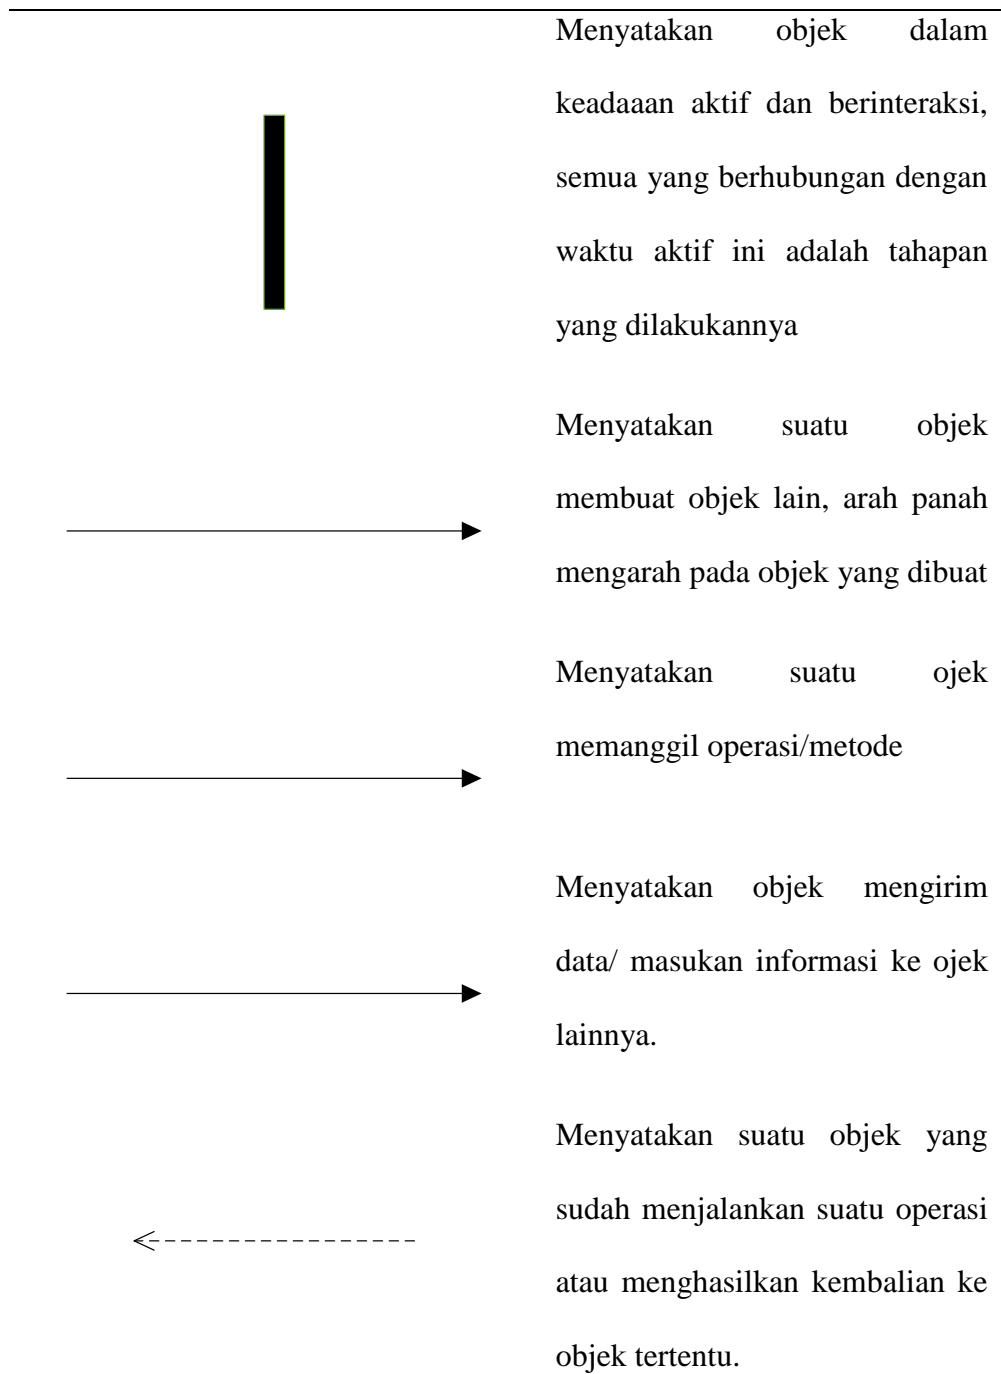 Menyatakan objek dalam
keadaaan aktif dan berinteraksi,
semua yang berhubungan dengan
waktu aktif ini adalah tahapan
yang dilakukannya
Menyatakan suatu objek
membuat objek lain, arah panah
mengarah pada objek yang dibuat
Menyatakan suatu ojek
memanggil operasi/metode
Menyatakan objek mengirim
data/ masukan informasi ke ojek
lainnya.
Menyatakan suatu objek yang
sudah menjalankan suatu operasi
atau menghasilkan kembalian ke
objek tertentu.